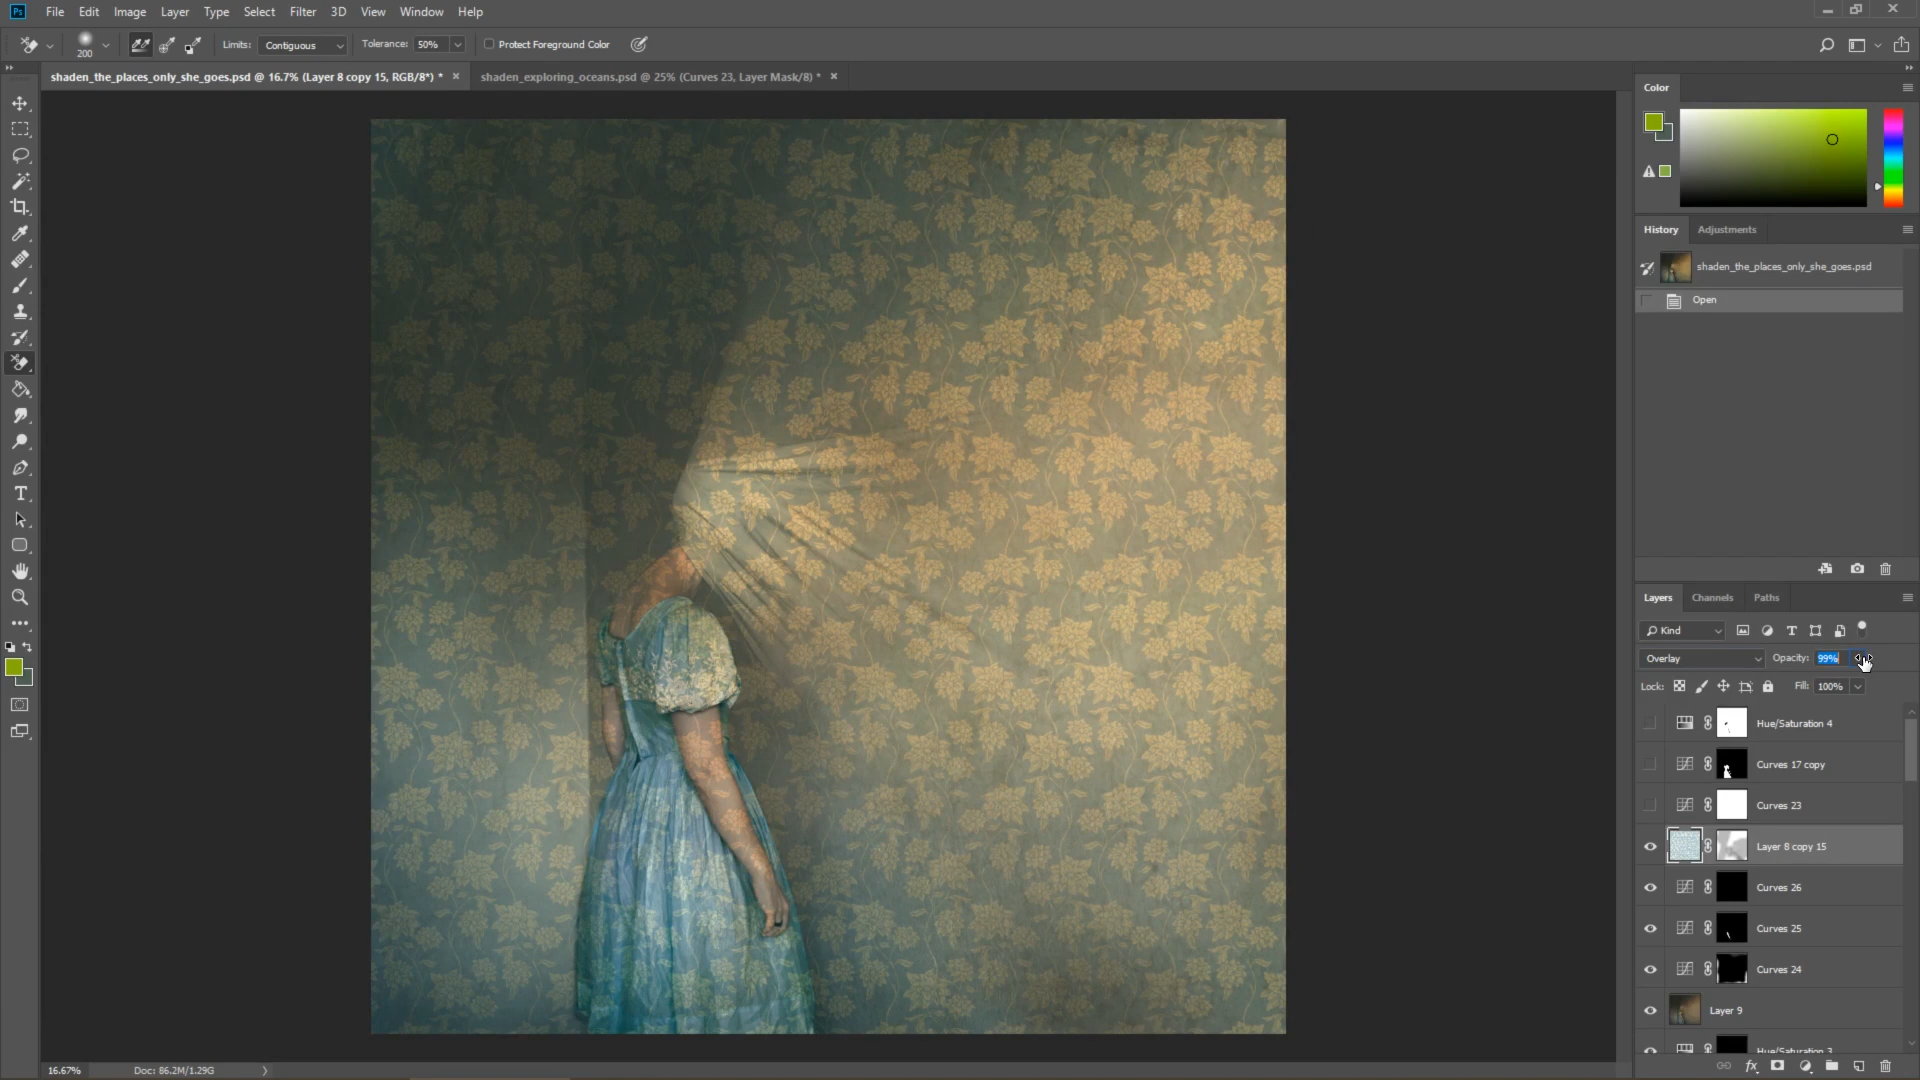 Ps File Edit Image Layer Type Select Filter 3D View Window Help
200 Limits: Contiguous Tolerance: 50% Protect Foreground Color
shaden_the_places_only_she_goes.psd @ 16.7% (Layer 8 copy 15, RGB/8*) *
shaden_exploring_oceans.psd @ 25% (Curves 23, Layer Mask/8) *
Color
History Adjustments
shaden_the_places_only_she_goes.psd
Open
Layers Channels Paths
Kind
Overlay Opacity: 99%
Lock: Fill: 100%
Hue/Saturation 4
Curves 17 copy
Curves 23
Layer 8 copy 15
Curves 26
Curves 25
Curves 24
Layer 9
Hue/Saturation 3
16.67% Doc: 86.2M/1.29G